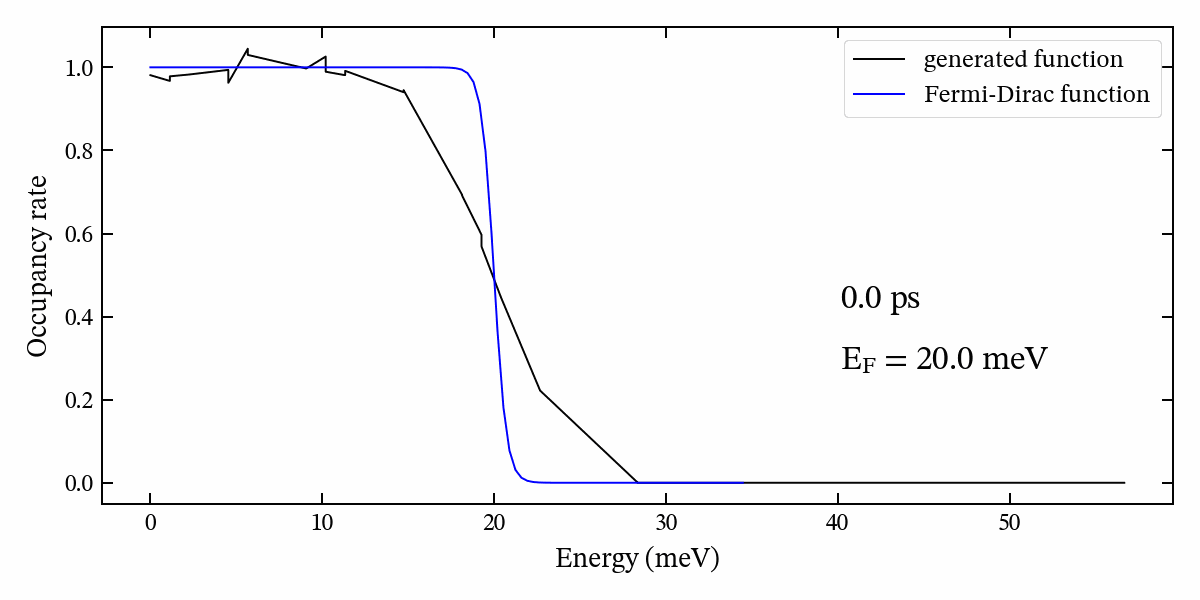 generated function
Fermi-Dirac function
1.0
0.8
0.6
0.4
0.2
0.0
Occupancy rate
0.0 ps
E_F = 20.0 meV
0 10 20 30 40 50
Energy (meV)